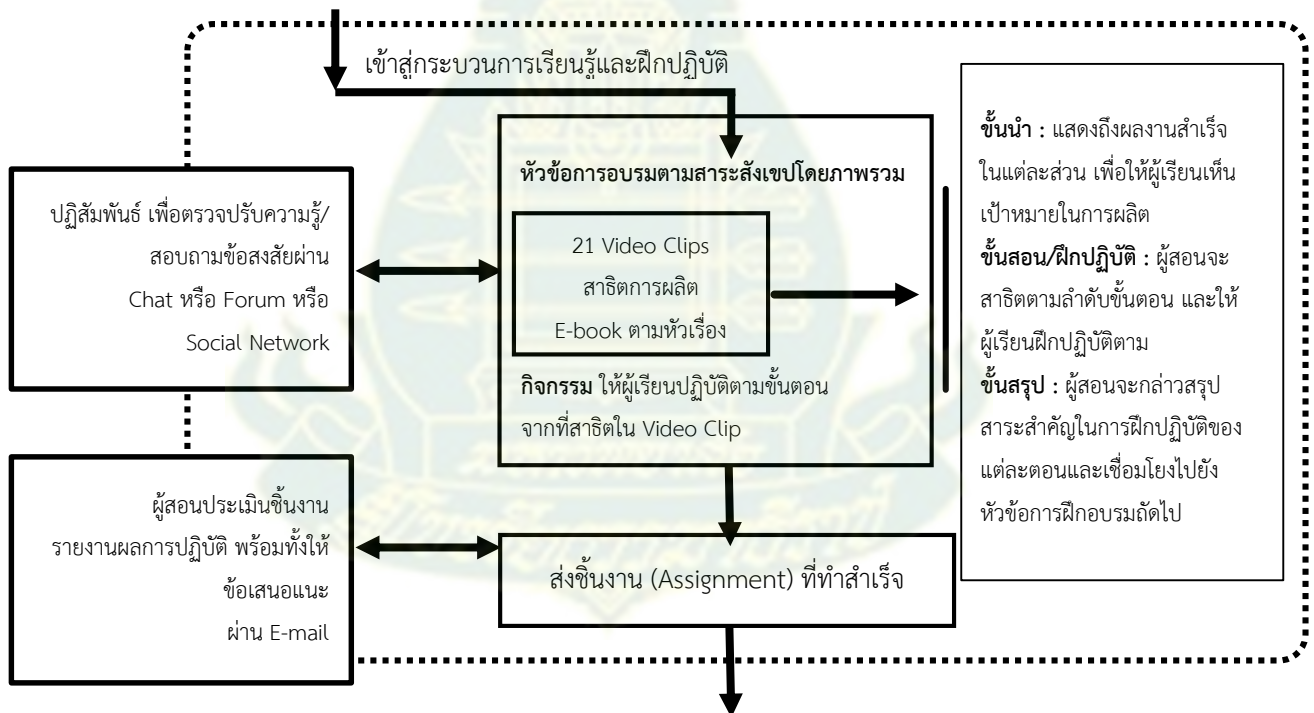 เข้าสู่กระบวนการเรียนรู้และฝึกปฏิบัติ
ปฏิสัมพันธ์ เพื่อตรวจปรับความรู้/
สอบถามข้อสงสัยผ่าน
Chat หรือ Forum หรือ
Social Network
หัวข้อการอบรมตามสาระสังเขปโดยภาพรวม
21 Video Clips
สาธิตการผลิต
E-book ตามหัวเรื่อง
กิจกรรม ให้ผู้เรียนปฏิบัติตามขั้นตอน
จากที่สาธิตใน Video Clip
ขั้นนำ : แสดงถึงผลงานสำเร็จ
ในแต่ละส่วน เพื่อให้ผู้เรียนเห็น
เป้าหมายในการผลิต
ขั้นสอน/ฝึกปฏิบัติ : ผู้สอนจะ
สาธิตตามลำดับขั้นตอน และให้
ผู้เรียนฝึกปฏิบัติตาม
ขั้นสรุป : ผู้สอนจะกล่าวสรุป
สาระสำคัญในการฝึกปฏิบัติของ
แต่ละตอนและเชื่อมโยงไปยัง
หัวข้อการฝึกอบรมถัดไป
ผู้สอนประเมินชิ้นงาน
รายงานผลการปฏิบัติ พร้อมทั้งให้
ข้อเสนอแนะ
ผ่าน E-mail
ส่งชิ้นงาน (Assignment) ที่ทำสำเร็จ